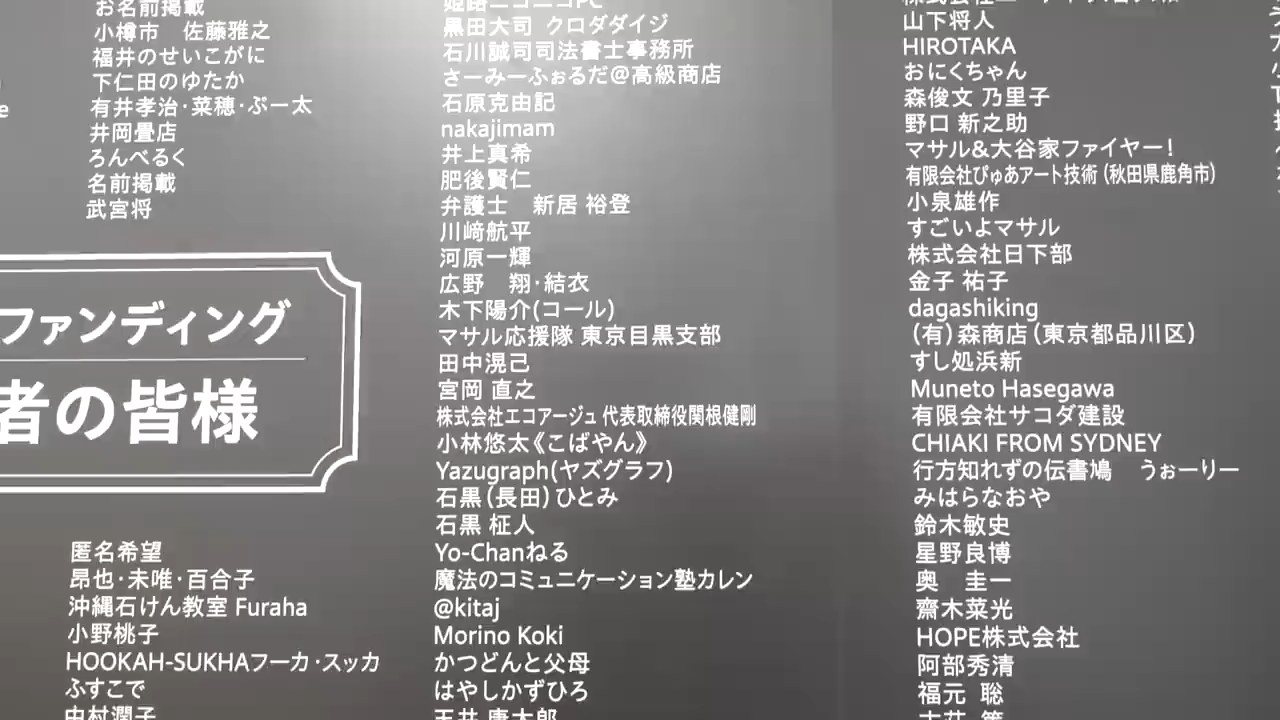 お名前掲載
小樽市　佐藤雅之
福井のせいこがに
下仁田のゆたか
有井孝治・菜穂・ぷー太
井岡畳店
ろんべるく
名前掲載
武宮将
ファンディング
者の皆様
匿名希望
昂也・未唯・百合子
沖縄石けん教室 Furaha
小野桃子
HOOKAH-SUKHAフーカ・スッカ
ふすこで
中村潤子
姫路ニコニコPC
黒田大司 クロダダイジ
石川誠司司法書士事務所
さーみーふぉるだ@高級商店
石原克由記
nakajimam
井上真希
肥後賢仁
弁護士　新居 裕登
川﨑航平
河原一輝
広野　翔・結衣
木下陽介(コール)
マサル応援隊 東京目黒支部
田中滉己
宮岡 直之
株式会社エコアージュ 代表取締役関根健剛
小林悠太《こばやん》
Yazugraph(ヤズグラフ)
石黒(長田)ひとみ
石黒 柾人
Yo-Chanねる
魔法のコミュニケーション塾カレン
@kitaj
Morino Koki
かつどんと父母
はやしかずひろ
山下将人
HIROTAKA
おにくちゃん
森俊文 乃里子
野口 新之助
マサル&大谷家ファイヤー!
有限会社ぴゅあアート技術(秋田県鹿角市)
小泉雄作
すごいよマサル
株式会社日下部
金子 祐子
dagashiking
(有)森商店(東京都品川区)
すし処浜新
Muneto Hasegawa
有限会社サコダ建設
CHIAKI FROM SYDNEY
行方知れずの伝書鳩　うぉーりー
みはらなおや
鈴木敏史
星野良博
奥　圭一
齋木菜光
HOPE株式会社
阿部秀清
福元 聡